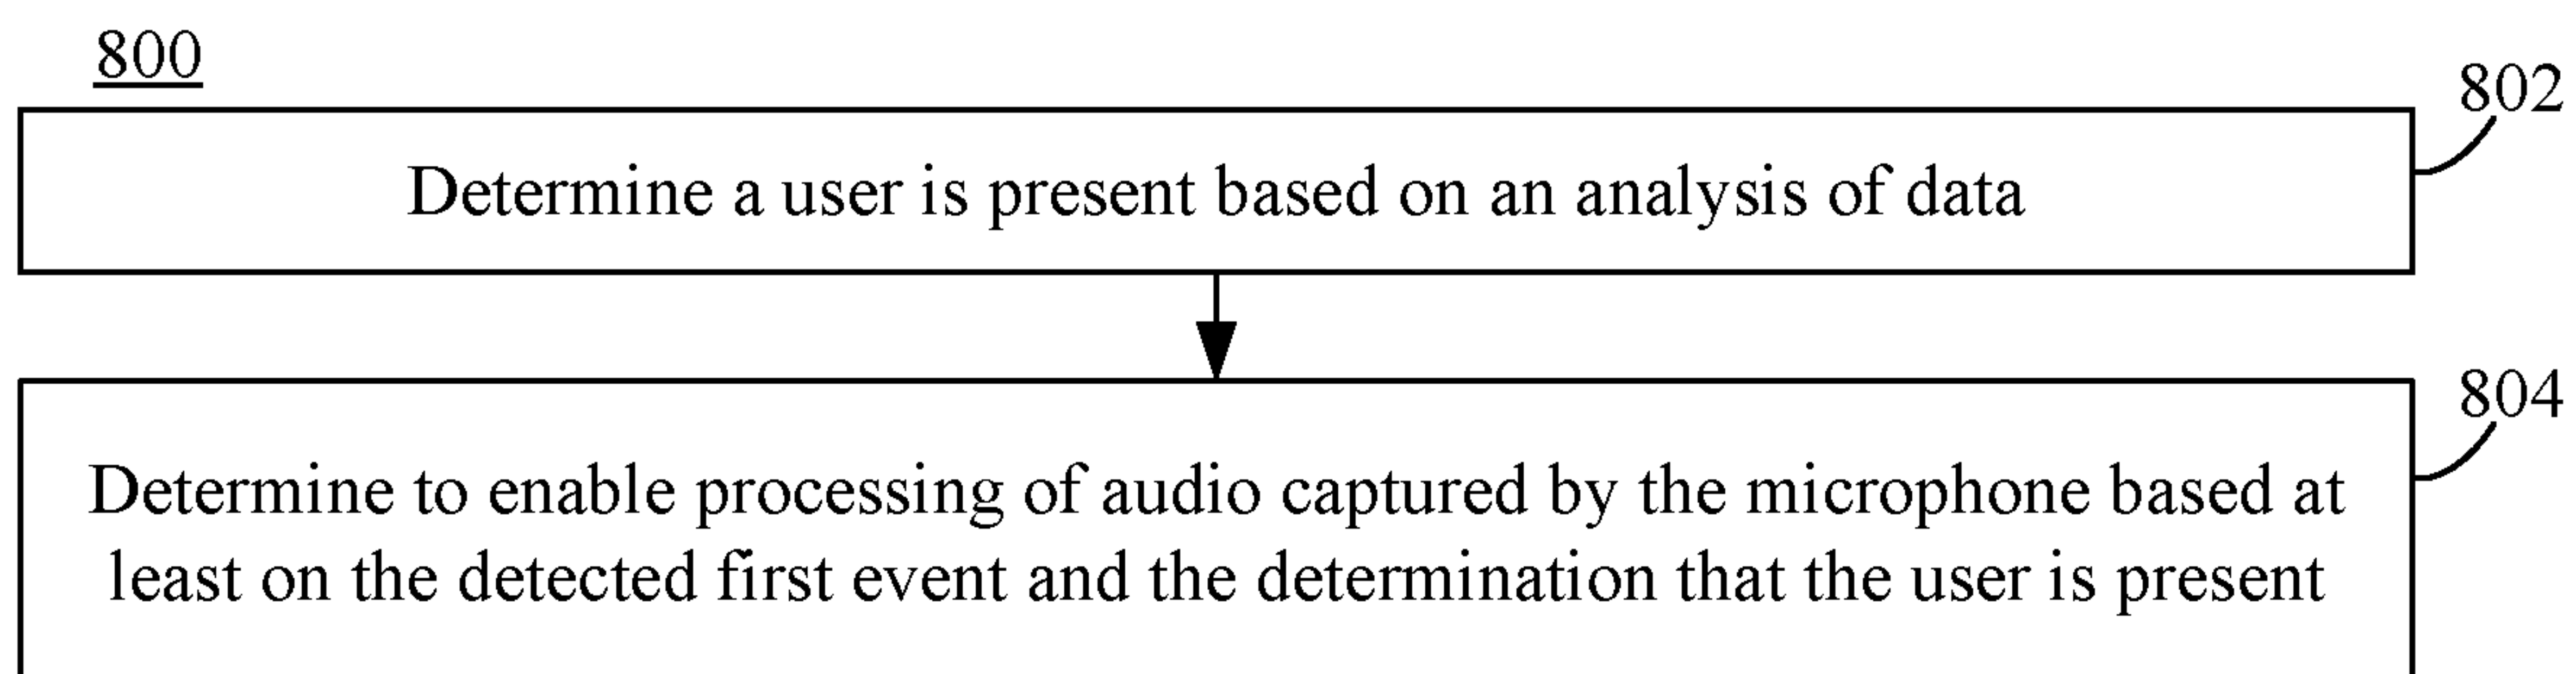 800
802
Determine a user is present based on an analysis of data
804
Determine to enable processing of audio captured by the microphone based at
least on the detected first event and the determination that the user is present